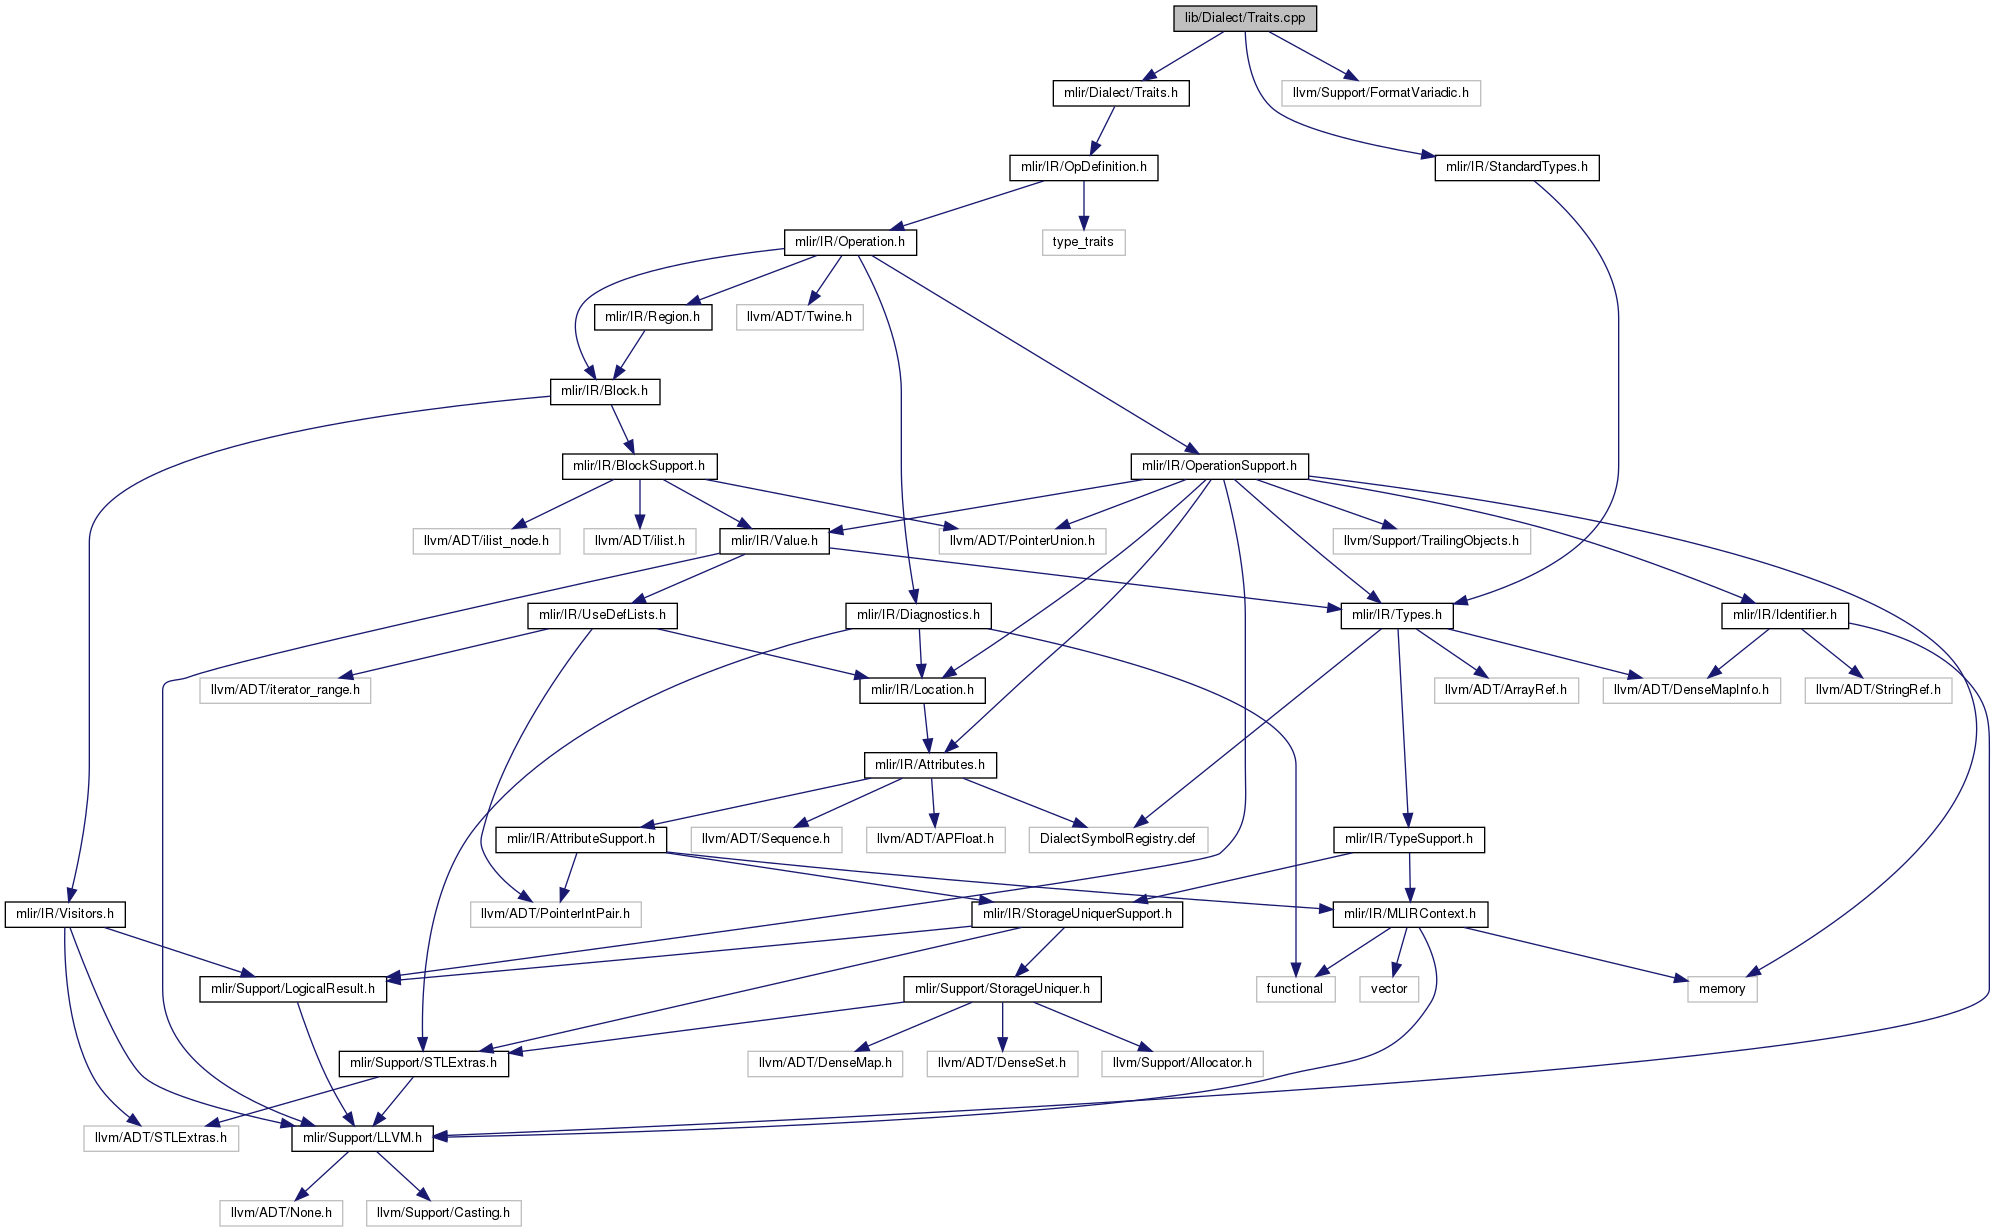 lib/Dialect/Traits.cpp
mlir/Dialect/Traits.h
llvm/Support/FormatVariadic.h
mlir/IR/OpDefinition.h
mlir/IR/StandardTypes.h
mlir/IR/Operation.h
type_traits
mlir/IR/Region.h
llvm/ADT/Twine.h
mlir/IR/Block.h
mlir/IR/BlockSupport.h
mlir/IR/OperationSupport.h
llvm/ADT/ilist_node.h
llvm/ADT/ilist.h
mlir/IR/Value.h
llvm/ADT/PointerUnion.h
llvm/Support/TrailingObjects.h
mlir/IR/UseDefLists.h
mlir/IR/Diagnostics.h
mlir/IR/Types.h
mlir/IR/Identifier.h
llvm/ADT/iterator_range.h
mlir/IR/Location.h
llvm/ADT/ArrayRef.h
llvm/ADT/DenseMapInfo.h
llvm/ADT/StringRef.h
mlir/IR/Attributes.h
mlir/IR/AttributeSupport.h
llvm/ADT/Sequence.h
llvm/ADT/APFloat.h
DialectSymbolRegistry.def
mlir/IR/TypeSupport.h
mlir/IR/Visitors.h
llvm/ADT/PointerIntPair.h
mlir/IR/StorageUniquerSupport.h
mlir/IR/MLIRContext.h
mlir/Support/LogicalResult.h
mlir/Support/StorageUniquer.h
functional
vector
memory
mlir/Support/STLExtras.h
llvm/ADT/DenseMap.h
llvm/ADT/DenseSet.h
llvm/Support/Allocator.h
llvm/ADT/STLExtras.h
mlir/Support/LLVM.h
llvm/ADT/None.h
llvm/Support/Casting.h